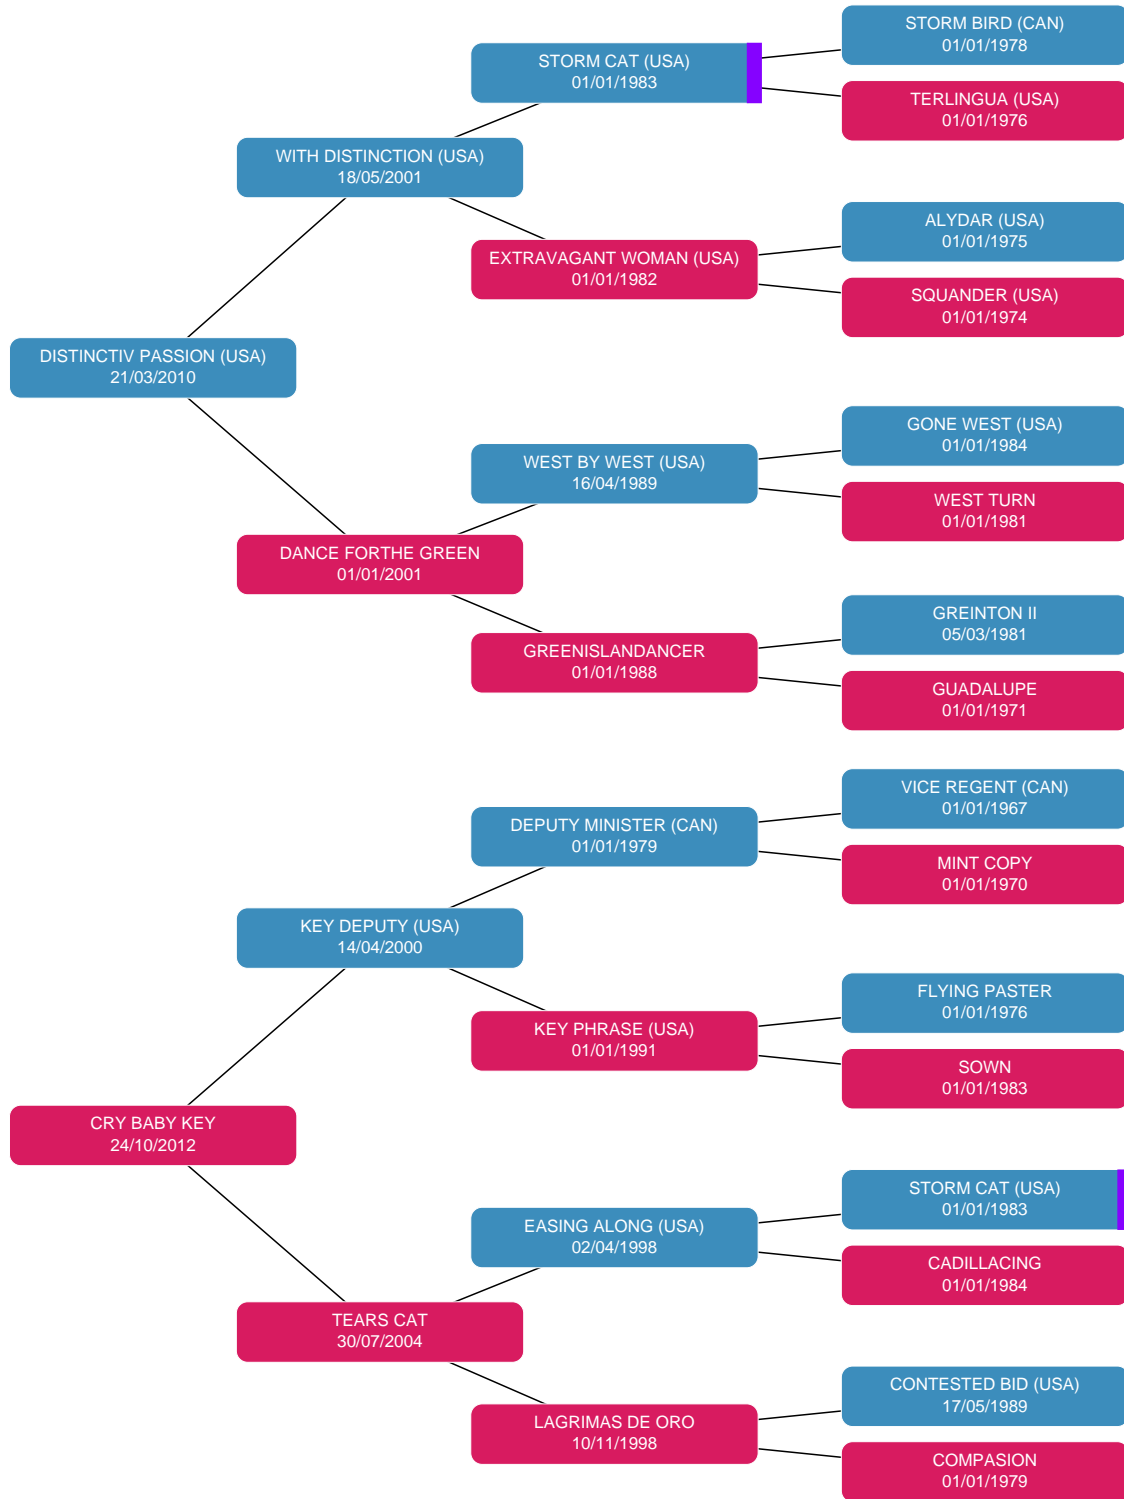 STORM BIRD (CAN)
01/01/1978
STORM CAT (USA)
01/01/1983
TERLINGUA (USA)
01/01/1976
WITH DISTINCTION (USA)
18/05/2001
ALYDAR (USA)
01/01/1975
EXTRAVAGANT WOMAN (USA)
01/01/1982
SQUANDER (USA)
01/01/1974
DISTINCTIV PASSION (USA)
21/03/2010
GONE WEST (USA)
01/01/1984
WEST BY WEST (USA)
16/04/1989
WEST TURN
01/01/1981
DANCE FORTHE GREEN
01/01/2001
GREINTON II
05/03/1981
GREENISLANDANCER
01/01/1988
GUADALUPE
01/01/1971
VICE REGENT (CAN)
01/01/1967
DEPUTY MINISTER (CAN)
01/01/1979
MINT COPY
01/01/1970
KEY DEPUTY (USA)
14/04/2000
FLYING PASTER
01/01/1976
KEY PHRASE (USA)
01/01/1991
SOWN
01/01/1983
CRY BABY KEY
24/10/2012
STORM CAT (USA)
01/01/1983
EASING ALONG (USA)
02/04/1998
CADILLACING
01/01/1984
TEARS CAT
30/07/2004
CONTESTED BID (USA)
17/05/1989
LAGRIMAS DE ORO
10/11/1998
COMPASION
01/01/1979